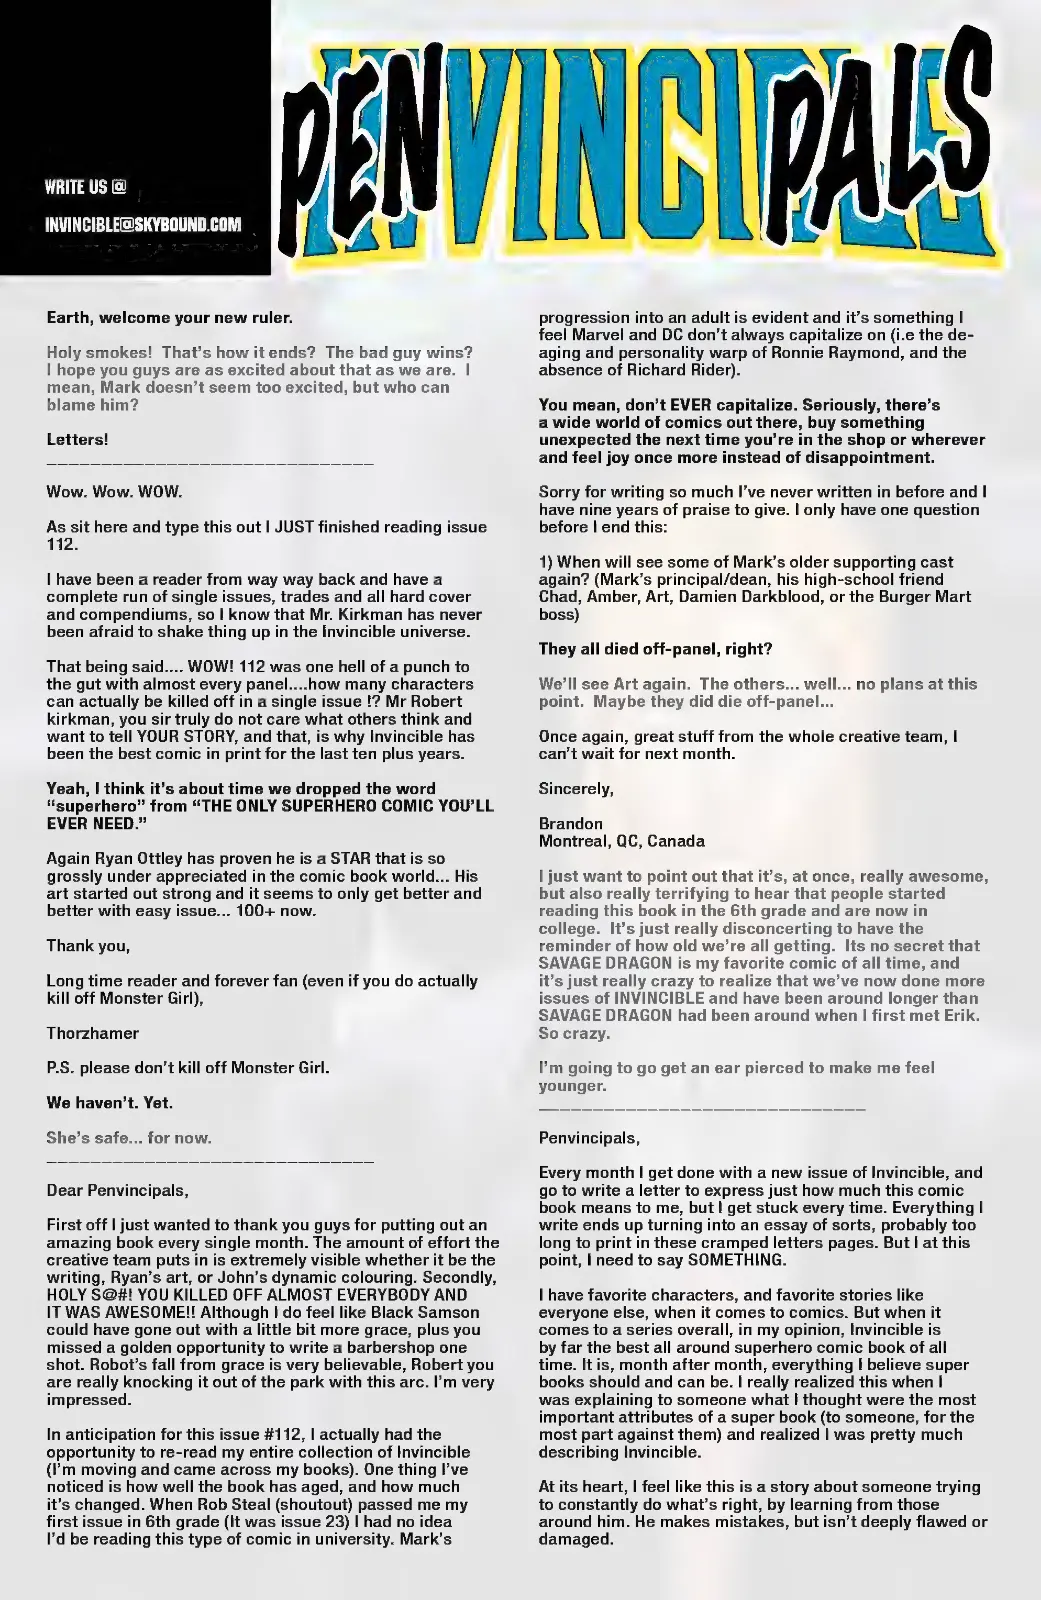 PENVINCIPALS
WRITE US @
INVINCIBLE@SKYBOUND.COM
Earth, welcome your new ruler.
Holy smokes!  That's how it ends?  The bad guy wins?
I hope you guys are as excited about that as we are.  I
mean, Mark doesn't seem too excited, but who can
blame him?
Letters!
_______________________________
Wow. Wow. WOW.
As sit here and type this out I JUST finished reading issue
112.
I have been a reader from way way back and have a
complete run of single issues, trades and all hard cover
and compendiums, so I know that Mr. Kirkman has never
been afraid to shake thing up in the Invincible universe.
That being said.... WOW! 112 was one hell of a punch to
the gut with almost every panel....how many characters
can actually be killed off in a single issue !? Mr Robert
kirkman, you sir truly do not care what others think and
want to tell YOUR STORY, and that, is why Invincible has
been the best comic in print for the last ten plus years.
Yeah, I think it's about time we dropped the word
“superhero” from “THE ONLY SUPERHERO COMIC YOU'LL
EVER NEED.”
Again Ryan Ottley has proven he is a STAR that is so
grossly under appreciated in the comic book world... His
art started out strong and it seems to only get better and
better with easy issue... 100+ now.
Thank you,
Long time reader and forever fan (even if you do actually
kill off Monster Girl),
Thorzhamer
P.S. please don't kill off Monster Girl.
We haven't. Yet.
She's safe... for now.
_______________________________
Dear Penvincipals,
First off I just wanted to thank you guys for putting out an
amazing book every single month. The amount of effort the
creative team puts in is extremely visible whether it be the
writing, Ryan's art, or John's dynamic colouring. Secondly,
HOLY S@#! YOU KILLED OFF ALMOST EVERYBODY AND
IT WAS AWESOME!! Although I do feel like Black Samson
could have gone out with a little bit more grace, plus you
missed a golden opportunity to write a barbershop one
shot. Robot's fall from grace is very believable, Robert you
are really knocking it out of the park with this arc. I'm very
impressed.
In anticipation for this issue #112, I actually had the
opportunity to re-read my entire collection of Invincible
(I'm moving and came across my books). One thing I've
noticed is how well the book has aged, and how much
it's changed. When Rob Steal (shoutout) passed me my
first issue in 6th grade (It was issue 23) I had no idea
I'd be reading this type of comic in university. Mark's
progression into an adult is evident and it's something I
feel Marvel and DC don't always capitalize on (i.e the de-
aging and personality warp of Ronnie Raymond, and the
absence of Richard Rider).
You mean, don't EVER capitalize. Seriously, there's
a wide world of comics out there, buy something
unexpected the next time you're in the shop or wherever
and feel joy once more instead of disappointment.
Sorry for writing so much I've never written in before and I
have nine years of praise to give. I only have one question
before I end this:
1) When will see some of Mark's older supporting cast
again? (Mark's principal/dean, his high-school friend
Chad, Amber, Art, Damien Darkblood, or the Burger Mart
boss)
They all died off-panel, right?
We'll see Art again.  The others... well... no plans at this
point.  Maybe they did die off-panel...
Once again, great stuff from the whole creative team, I
can't wait for next month.
Sincerely,
Brandon
Montreal, QC, Canada
I just want to point out that it's, at once, really awesome,
but also really terrifying to hear that people started
reading this book in the 6th grade and are now in
college.  It's just really disconcerting to have the
reminder of how old we're all getting.  Its no secret that
SAVAGE DRAGON is my favorite comic of all time, and
it's just really crazy to realize that we've now done more
issues of INVINCIBLE and have been around longer than
SAVAGE DRAGON had been around when I first met Erik.
So crazy.
I'm going to go get an ear pierced to make me feel
younger.
_______________________________
Penvincipals,
Every month I get done with a new issue of Invincible, and
go to write a letter to express just how much this comic
book means to me, but I get stuck every time. Everything I
write ends up turning into an essay of sorts, probably too
long to print in these cramped letters pages. But I at this
point, I need to say SOMETHING.
I have favorite characters, and favorite stories like
everyone else, when it comes to comics. But when it
comes to a series overall, in my opinion, Invincible is
by far the best all around superhero comic book of all
time. It is, month after month, everything I believe super
books should and can be. I really realized this when I
was explaining to someone what I thought were the most
important attributes of a super book (to someone, for the
most part against them) and realized I was pretty much
describing Invincible.
At its heart, I feel like this is a story about someone trying
to constantly do what's right, by learning from those
around him. He makes mistakes, but isn't deeply flawed or
damaged.